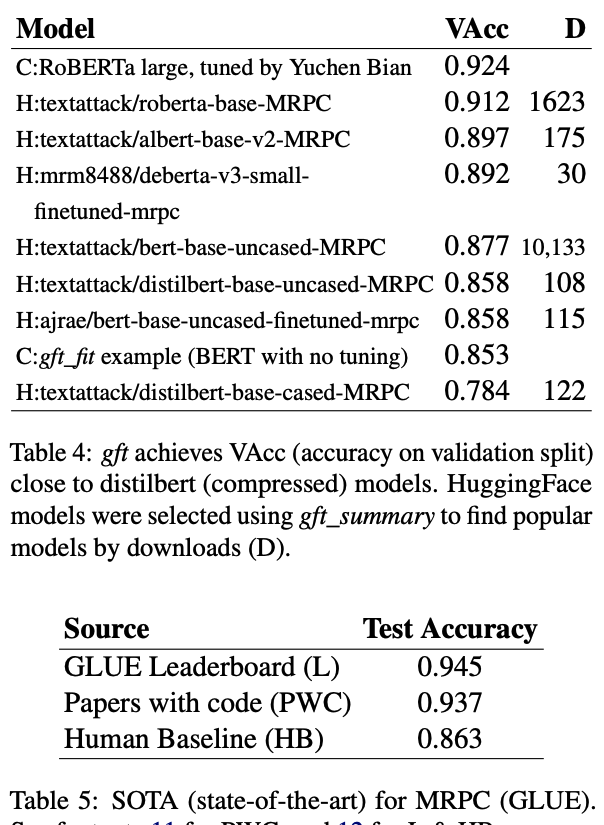 Model VAcc D
C:RoBERTa large, tuned by Yuchen Bian 0.924
H:textattack/roberta-base-MRPC 0.912 1623
H:textattack/albert-base-v2-MRPC 0.897 175
H:mrm8488/deberta-v3-small- 0.892 30
finetuned-mrpc
H:textattack/bert-base-uncased-MRPC 0.877 10,133
H:textattack/distilbert-base-uncased-MRPC 0.858 108
H:ajrae/bert-base-uncased-finetuned-mrpc 0.858 115
C:gft_fit example (BERT with no tuning) 0.853
H:textattack/distilbert-base-cased-MRPC 0.784 122
Table 4: gft achieves VAcc (accuracy on validation split)
close to distilbert (compressed) models. HuggingFace
models were selected using gft_summary to find popular
models by downloads (D).
Source Test Accuracy
GLUE Leaderboard (L) 0.945
Papers with code (PWC) 0.937
Human Baseline (HB) 0.863
Table 5: SOTA (state-of-the-art) for MRPC (GLUE).